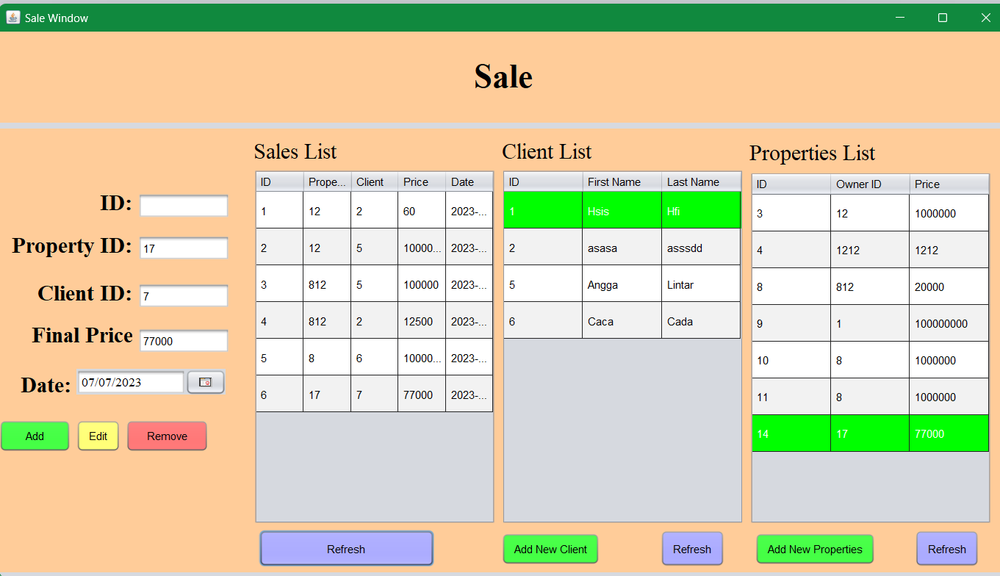 Sale Window
Sale
ID:
Property ID: 17
Client ID: 7
Final Price 77000
Date: 07/07/2023
Add Edit Remove
Sales List
ID Prope... Client Price Date
1 12 2 60 2023-...
2 12 5 10000... 2023-...
3 812 5 100000 2023-...
4 812 2 12500 2023-...
5 8 6 10000... 2023-...
6 17 7 77000 2023-...
Refresh
Client List
ID First Name Last Name
1 Hsis Hfi
2 asasa asssdd
5 Angga Lintar
6 Caca Cada
Add New Client Refresh
Properties List
ID Owner ID Price
3 12 1000000
4 1212 1212
8 812 20000
9 1 100000000
10 8 1000000
11 8 1000000
14 17 77000
Add New Properties Refresh